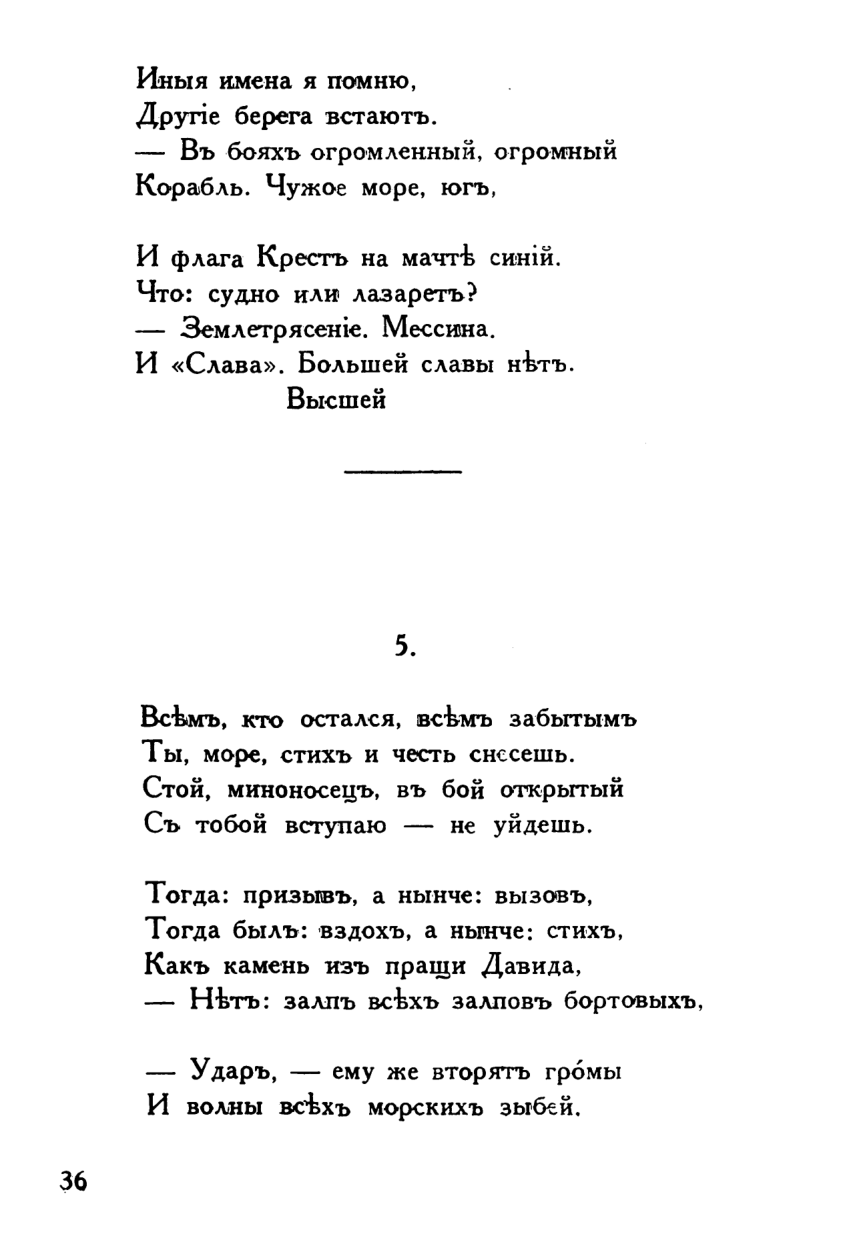 Иныя имена я помню,
Другіе берега встаютъ.
— Въ бояхъ огромленный, огромный
Корабль. Чужое море, югъ,
И флага Крестъ на мачтѣ синій.
Что: судно или лазаретъ?
— Землетрясеніе. Мессина.
И «Слава». Большей славы нѣтъ.
Высшей
5.
Всѣмъ, кто остался, всѣмъ забытымъ
Ты, море, стихъ и честь снесешь.
Стой, миноносецъ, въ бой открытый
Съ тобой вступаю — не уйдешь.
Тогда: призывъ, а нынче: вызовъ,
Тогда былъ: вздохъ, а нынче: стихъ,
Какъ камень изъ пращи Давида,
— Нѣтъ: залпъ всѣхъ залповъ бортовыхъ,
— Ударъ, — ему же вторятъ гро́мы
И волны всѣхъ морскихъ зыбей.
36